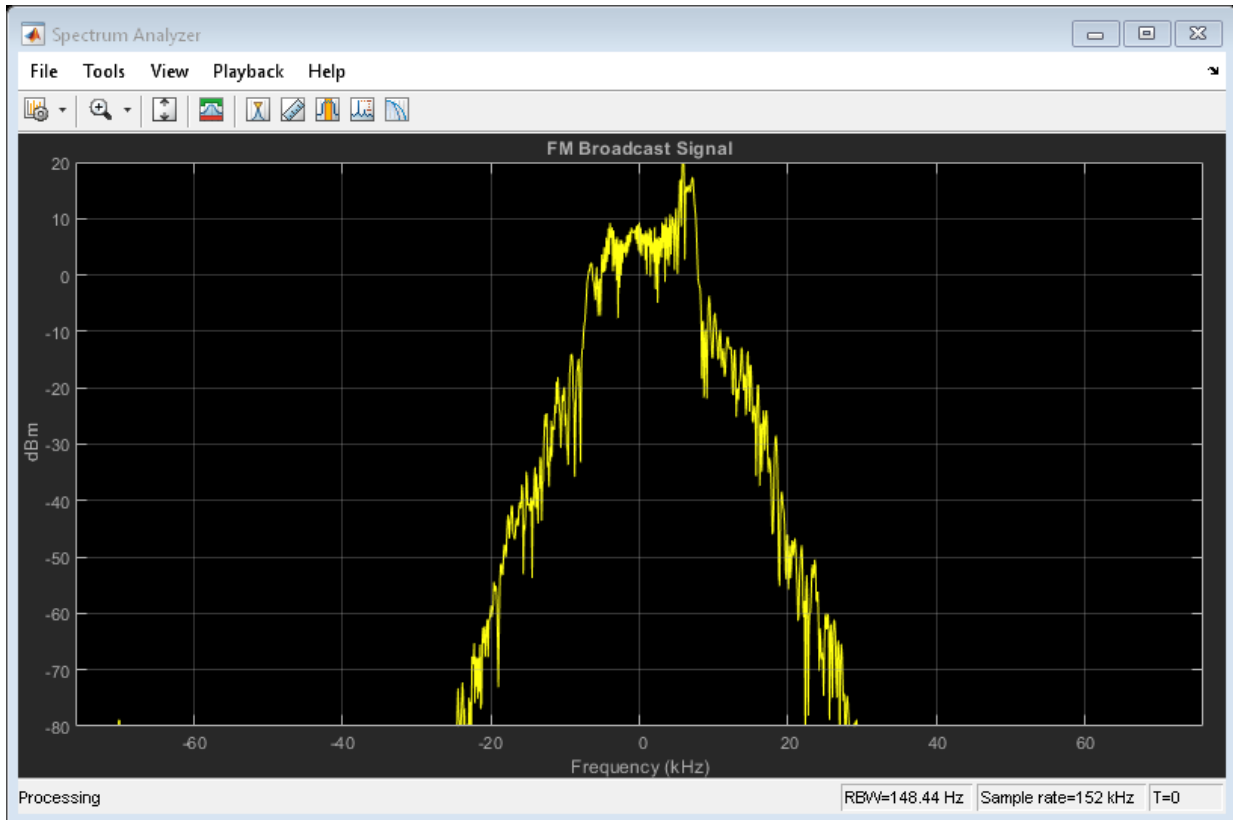 Spectrum Analyzer
File Tools View Playback Help
FM Broadcast Signal
20
10
0
-10
-20
-30
-40
-50
-60
-70
-80
dBm
-60 -40 -20 0 20 40 60
Frequency (kHz)
Processing RBW=148.44 Hz Sample rate=152 kHz T=0